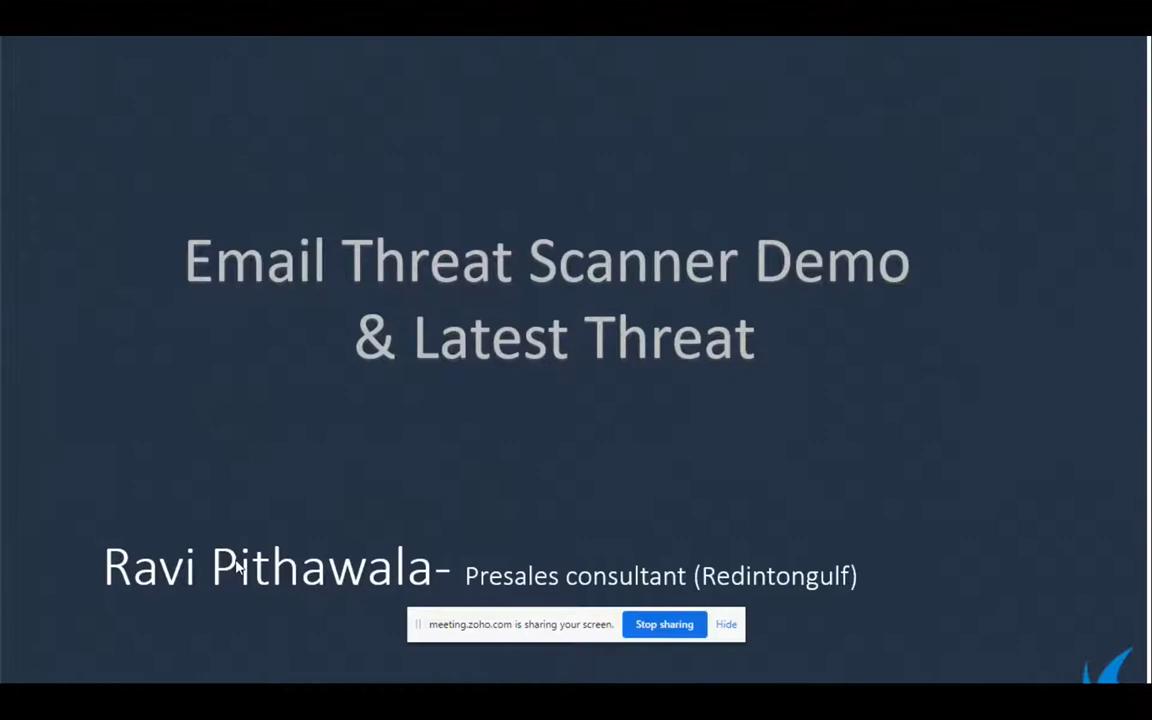 Email Threat Scanner Demo
& Latest Threat
Ravi Pithawala- Presales consultant (Redintongulf)
meeting.zoho.com is sharing your screen. Stop sharing Hide